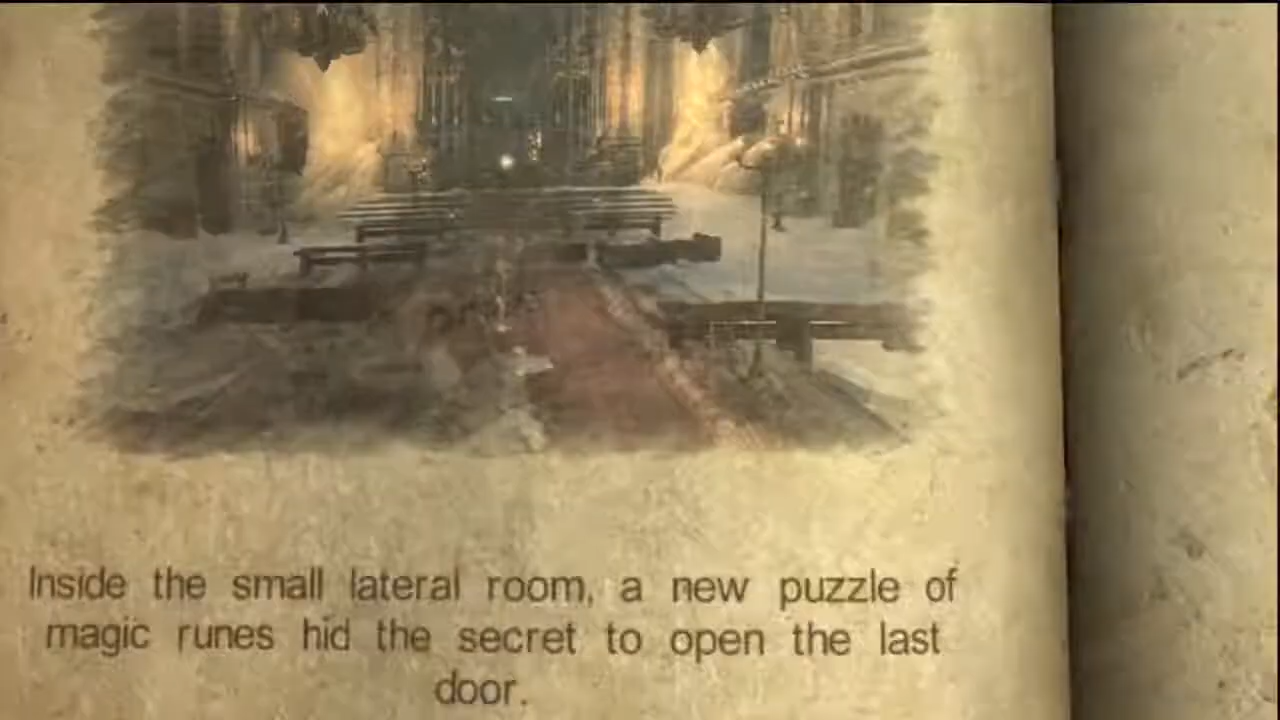 Inside the small lateral room, a new puzzle of
magic runes hid the secret to open the last
door.